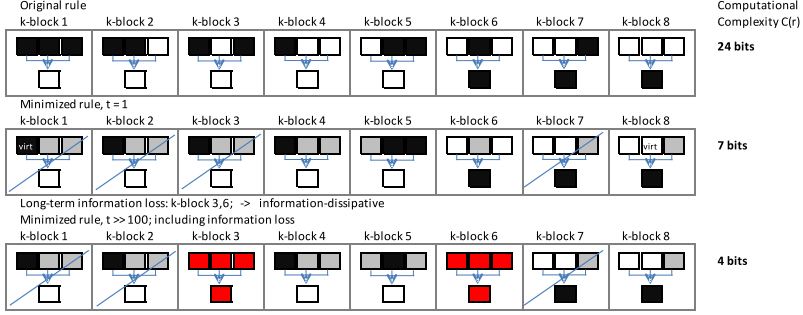 Original rule
Computational
k-block 1 k-block 2 k-block 3 k-block 4 k-block 5 k-block 6 k-block 7 k-block 8 Complexity C(r)
24 bits
Minimized rule, t = 1
k-block 1 k-block 2 k-block 3 k-block 4 k-block 5 k-block 6 k-block 7 k-block 8
virt virt 7 bits
Long-term information loss: k-block 3,6; -> information-dissipative
Minimized rule, t >> 100; including information loss
k-block 1 k-block 2 k-block 3 k-block 4 k-block 5 k-block 6 k-block 7 k-block 8
4 bits